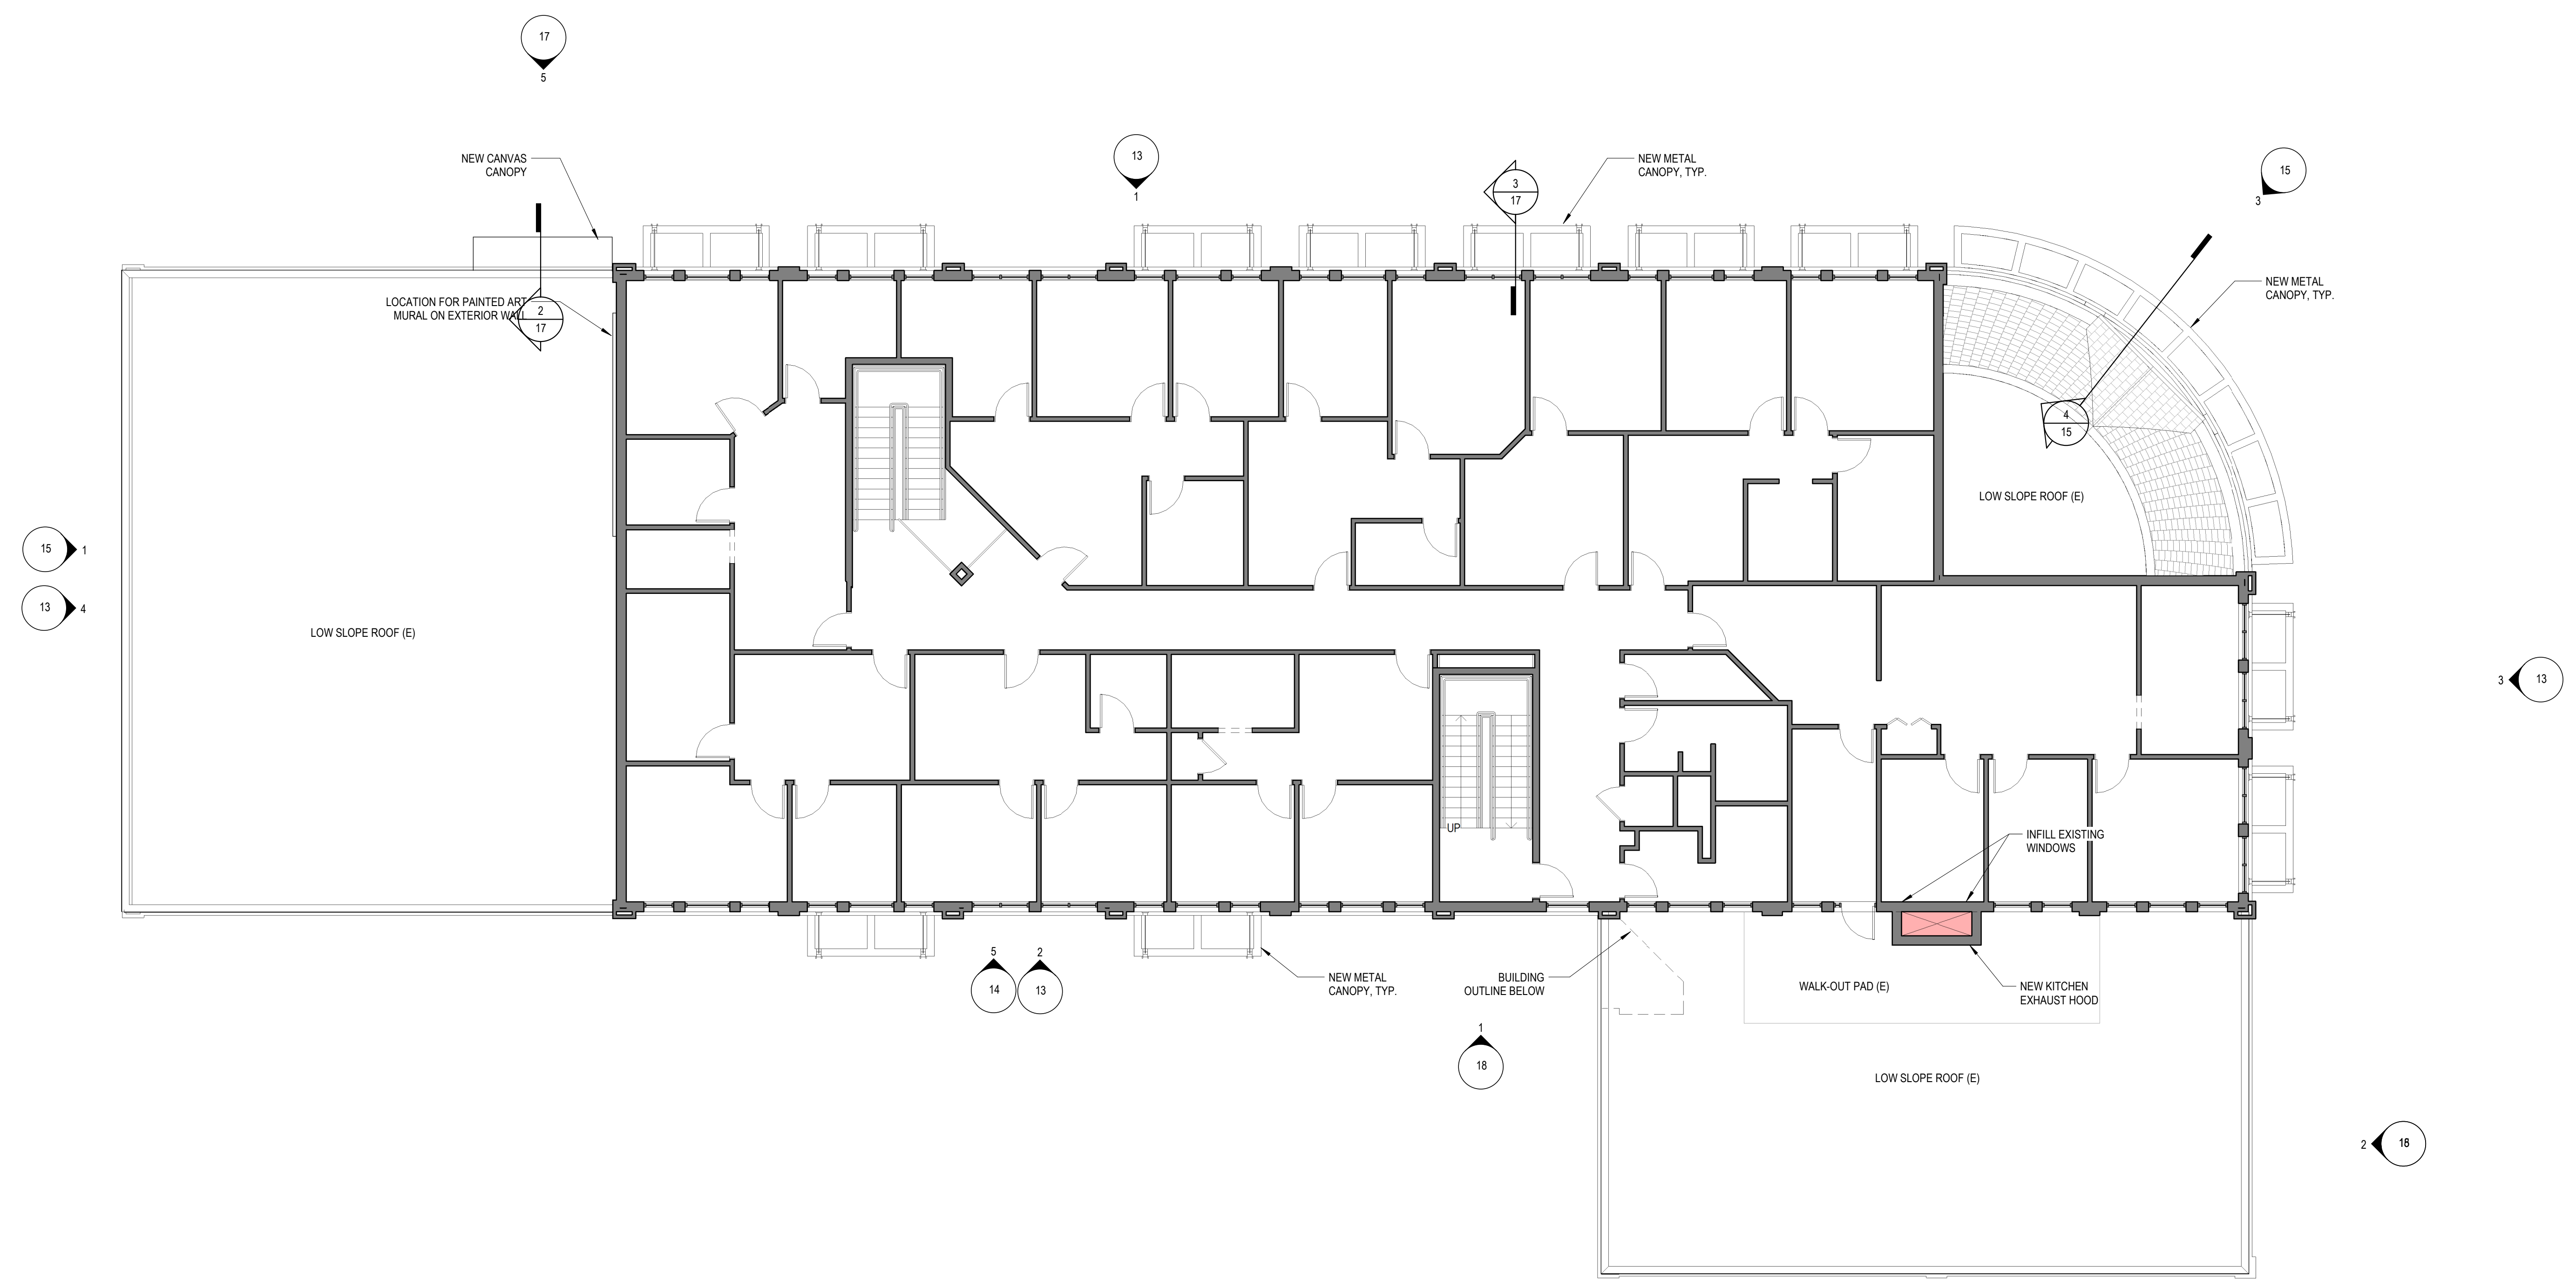 17
5
13
1
NEW CANVAS
CANOPY
3
17
NEW METAL
CANOPY, TYP.
15
3
LOCATION FOR PAINTED ART
MURAL ON EXTERIOR WALL
2
17
NEW METAL
CANOPY, TYP.
4
15
LOW SLOPE ROOF (E)
15
1
13
4
LOW SLOPE ROOF (E)
3
13
UP
INFILL EXISTING
WINDOWS
5
14
2
13
NEW METAL
CANOPY, TYP.
BUILDING
OUTLINE BELOW
WALK-OUT PAD (E)
NEW KITCHEN
EXHAUST HOOD
1
18
LOW SLOPE ROOF (E)
2